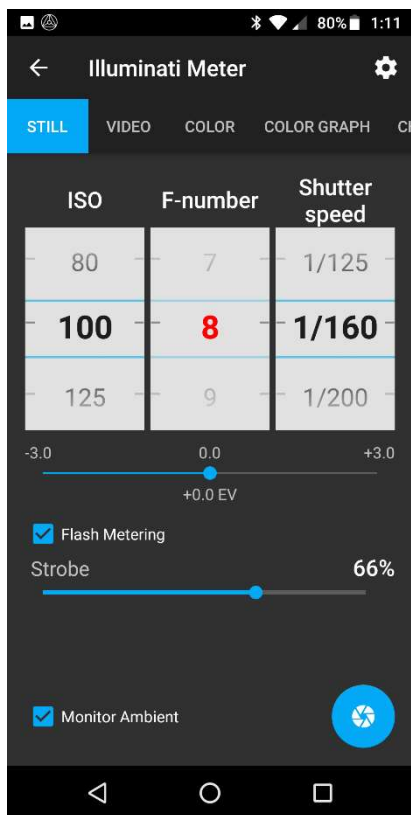 80% 1:11
Illuminati Meter
STILL VIDEO COLOR COLOR GRAPH
ISO F-number Shutter speed
80 7 1/125
100 8 1/160
125 9 1/200
-3.0 0.0 +3.0
+0.0 EV
Flash Metering
Strobe 66%
Monitor Ambient